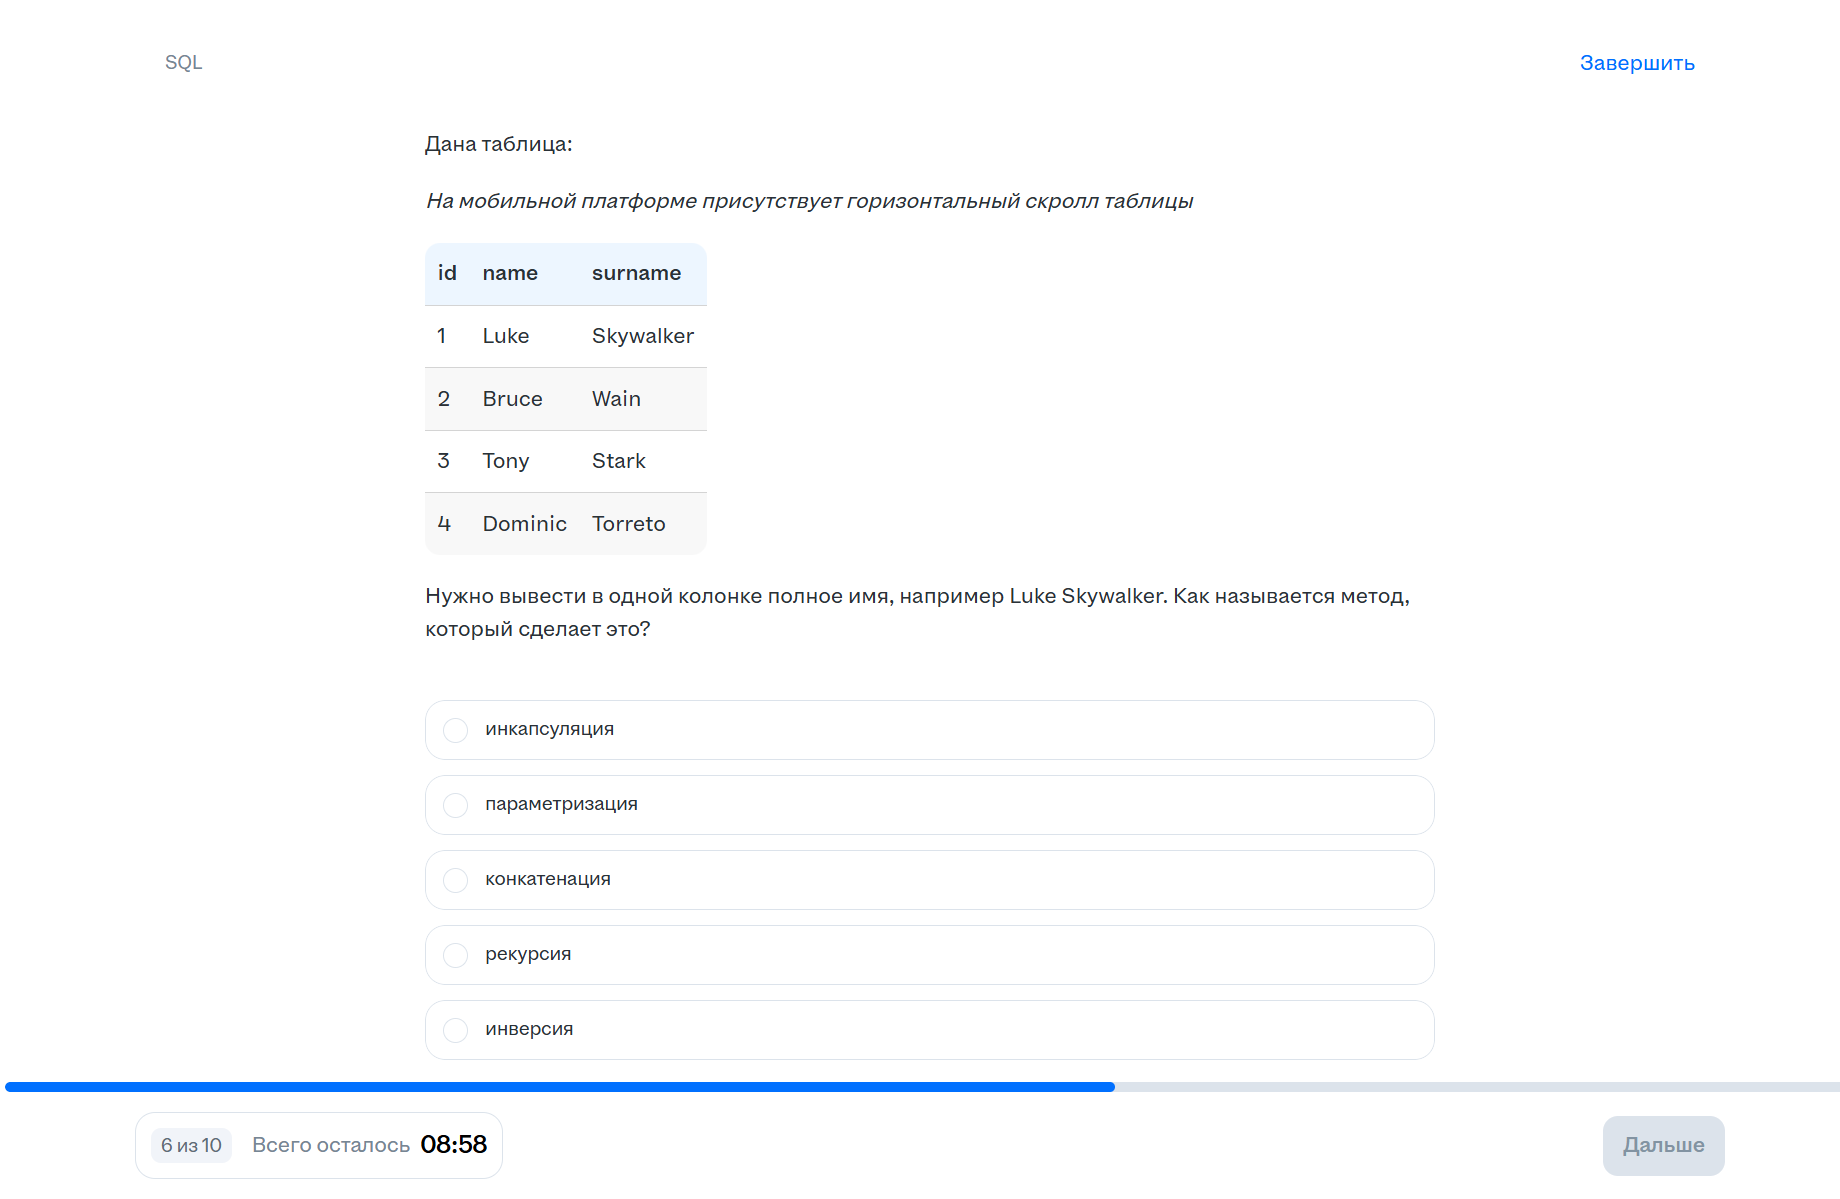 SQL
Завершить
Дана таблица:
На мобильной платформе присутствует горизонтальный скролл таблицы
id name surname
1 Luke Skywalker
2 Bruce Wain
3 Tony Stark
4 Dominic Torreto
Нужно вывести в одной колонке полное имя, например Luke Skywalker. Как называется метод,
который сделает это?
инкапсуляция
параметризация
конкатенация
рекурсия
инверсия
6 из 10 Всего осталось 08:58
Дальше